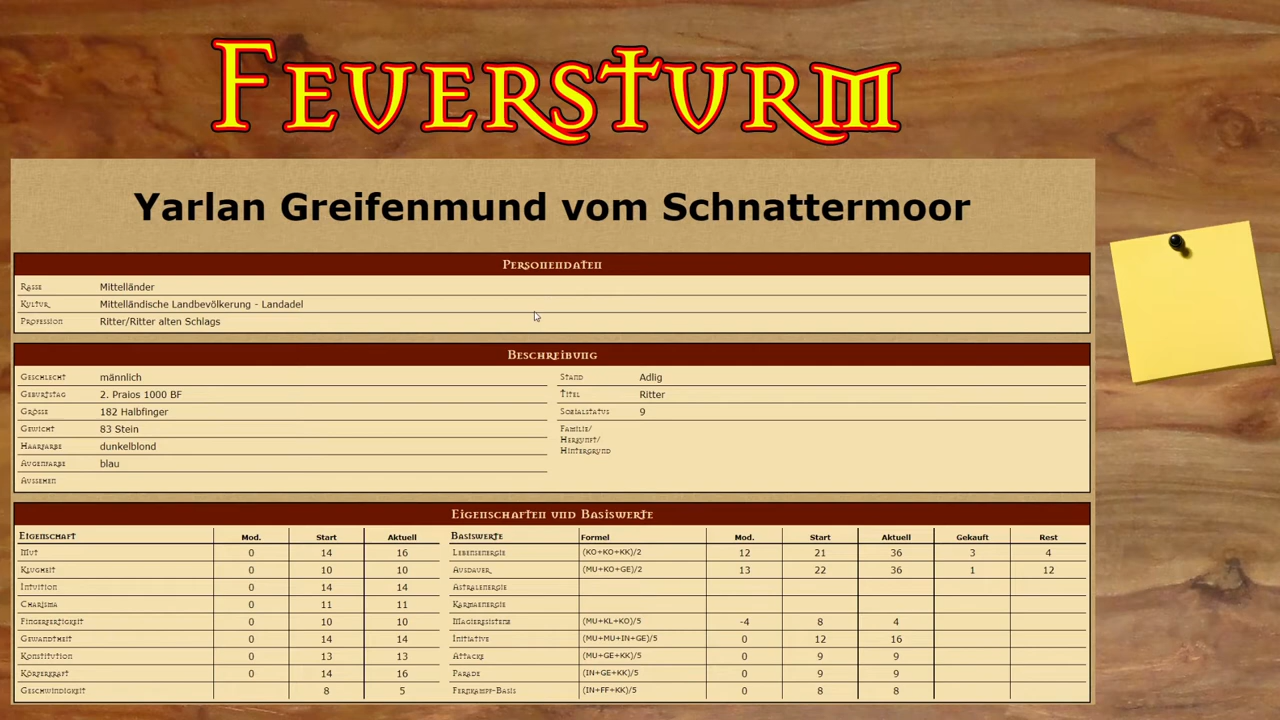 Feuersturm
Yarlan Greifenmund vom Schnattermoor
Personendaten
Rasse Mittelländer
Kultur Mittelländische Landbevölkerung - Landadel
Profession Ritter/Ritter alten Schlags
Beschreibung
Geschlecht männlich Stand Adlig
Geburtstag 2. Praios 1000 BF Titel Ritter
Grösse 182 Halbfinger Sozialstatus 9
Gewicht 83 Stein Familie/
Herkunft/
Hintergrund
Haarfarbe dunkelblond
Augenfarbe blau
Aussehen
Eigenschaften und Basiswerte
Eigenschaft Mod. Start Aktuell Basiswerte Formel Mod. Start Aktuell Gekauft Rest
Mut 0 14 16 Lebensenergie (KO+KO+KK)/2 12 21 36 3 4
Klugheit 0 10 10 Ausdauer (MU+KO+GE)/2 13 22 36 1 12
Intuition 0 14 14 Astralenergie
Charisma 0 11 11 Karmaenergie
Fingerfertigkeit 0 10 10 Magieresistenz (MU+KL+KO)/5 -4 8 4
Gewandtheit 0 14 14 Initiative (MU+MU+IN+GE)/5 0 12 16
Konstitution 0 13 13 Attacke (MU+GE+KK)/5 0 9 9
Körperkraft 0 14 16 Parade (IN+GE+KK)/5 0 9 9
Geschwindigkeit 8 5 Fernkampf-Basis (IN+FF+KK)/5 0 8 8